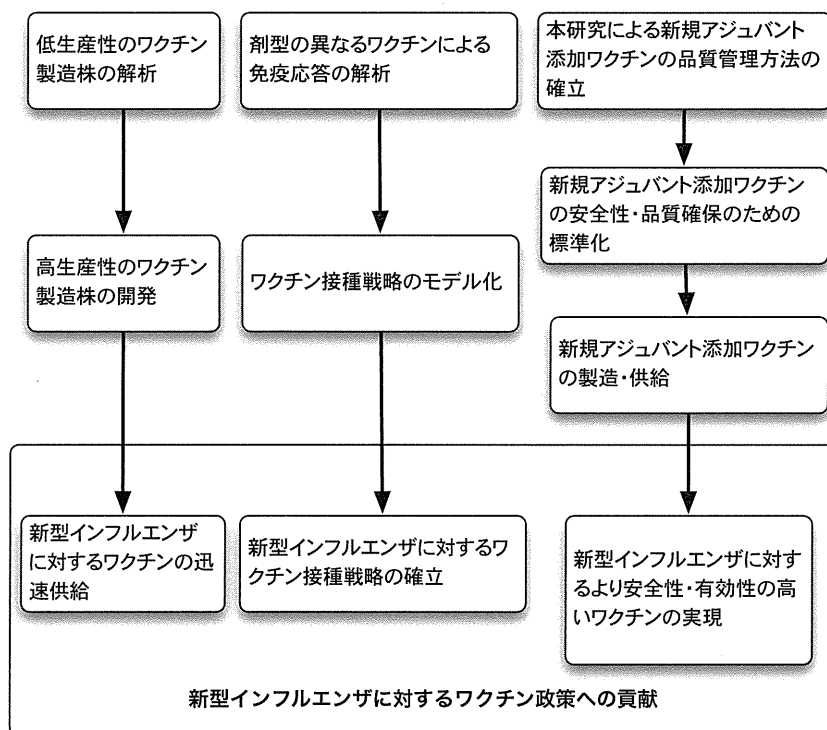 低生産性のワクチン
製造株の解析
剤型の異なるワクチンによる
免疫応答の解析
本研究による新規アジュバント
添加ワクチンの品質管理方法の
確立
新規アジュバント添加ワクチン
の安全性・品質確保のための
標準化
高生産性のワクチン
製造株の開発
ワクチン接種戦略のモデル化
新規アジュバント添加ワクチン
の製造・供給
新型インフルエンザ
に対するワクチンの迅
速供給
新型インフルエンザに対するワ
クチン接種戦略の確立
新型インフルエンザに対す
るより安全性・有効性の高
いワクチンの実現
新型インフルエンザに対するワクチン政策への貢献